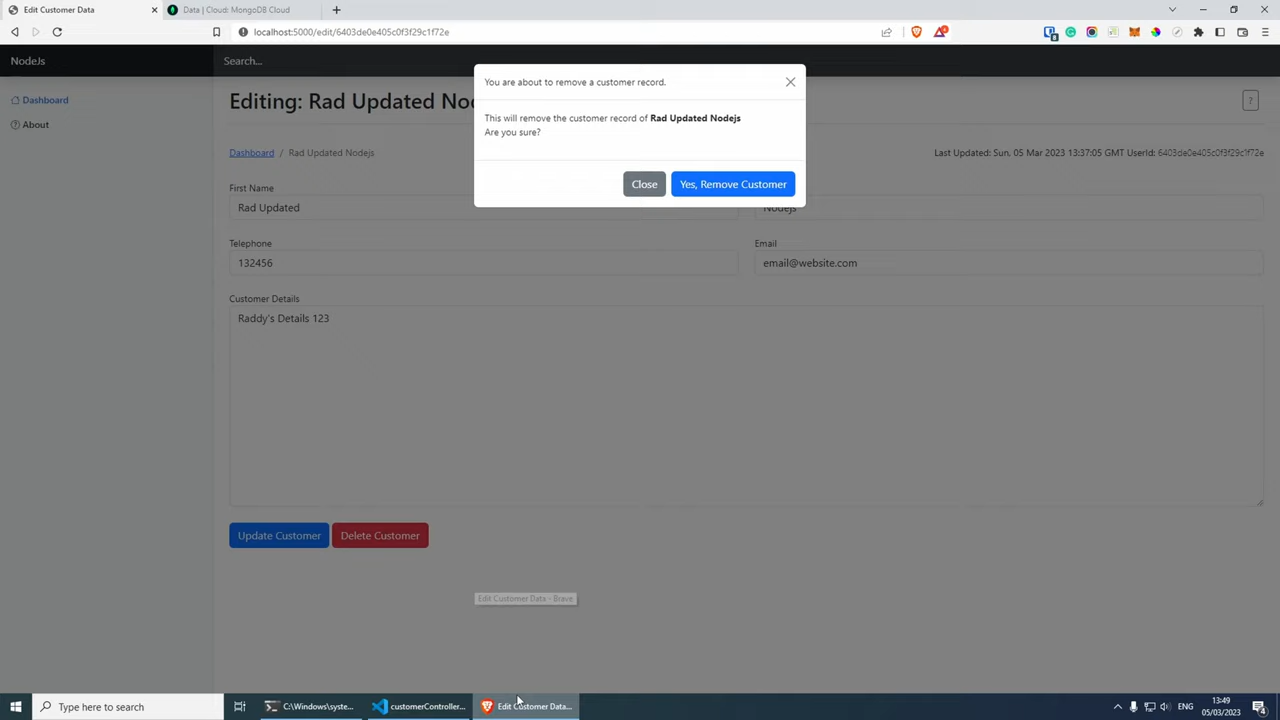 Edit Customer Data
Data | Cloud: MongoDB Cloud
localhost:5000/edit/6403de0e405c0f3f29c1f72e
NodeJs
Search...
You are about to remove a customer record.
Dashboard
Editing: Rad Updated No
?
About
This will remove the customer record of Rad Updated Nodejs
Are you sure?
Dashboard / Rad Updated Nodejs
Last Updated: Sun, 05 Mar 2023 13:37:05 GMT UserId: 6403de0e405c0f3f29c1f72e
Close
Yes, Remove Customer
First Name
Rad Updated
Nodejs
Telephone
Email
132456
email@website.com
Customer Details
Raddy's Details 123
Update Customer
Delete Customer
Edit Customer Data - Brave
Type here to search
C:\Windows\syste...
customerController...
Edit Customer Data...
13:49
05/03/2023